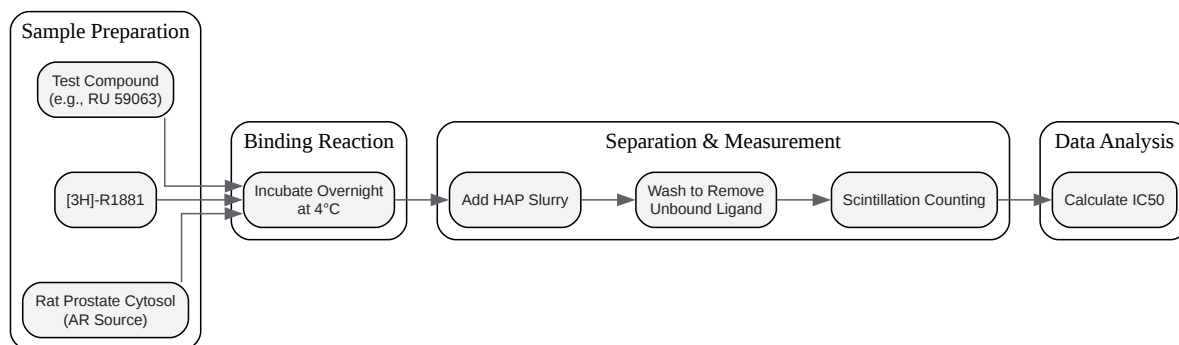 Sample Preparation
Test Compound
(e.g., RU 59063)
[3H]-R1881
Rat Prostate Cytosol
(AR Source)
Binding Reaction
Incubate Overnight
at 4°C
Separation & Measurement
Add HAP Slurry
Wash to Remove
Unbound Ligand
Scintillation Counting
Data Analysis
Calculate IC50